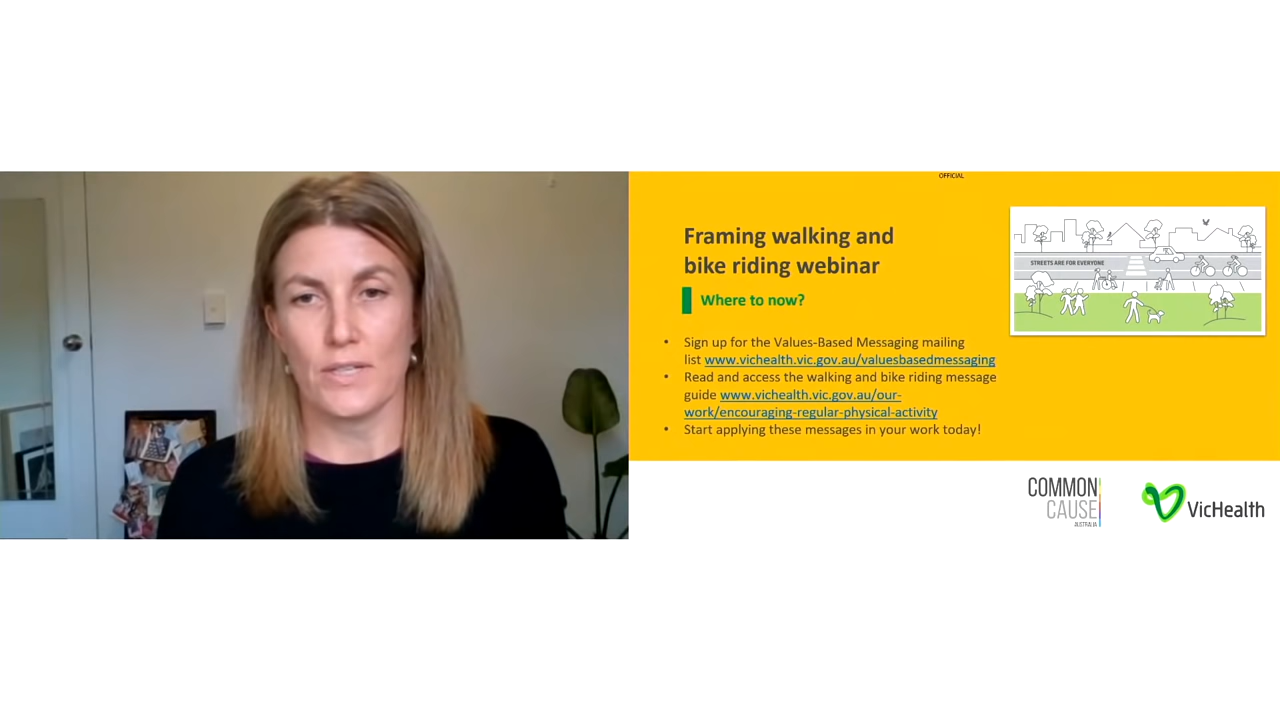 OFFICIAL
Framing walking and
bike riding webinar
Where to now?
STREETS ARE FOR EVERYONE
• Sign up for the Values-Based Messaging mailing
list www.vichealth.vic.gov.au/valuesbasedmessaging
• Read and access the walking and bike riding message
guide www.vichealth.vic.gov.au/our-
work/encouraging-regular-physical-activity
• Start applying these messages in your work today!
COMMON
CAUSE
AUSTRALIA
VicHealth